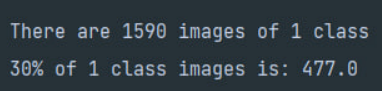 There are 1590 images of 1 class
30% of 1 class images is: 477.0